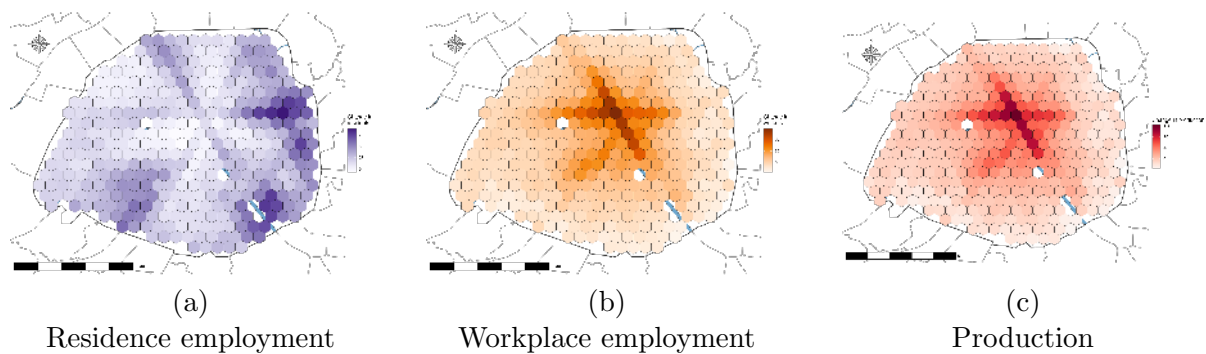 (a)
Residence employment
(b)
Workplace employment
(c)
Production